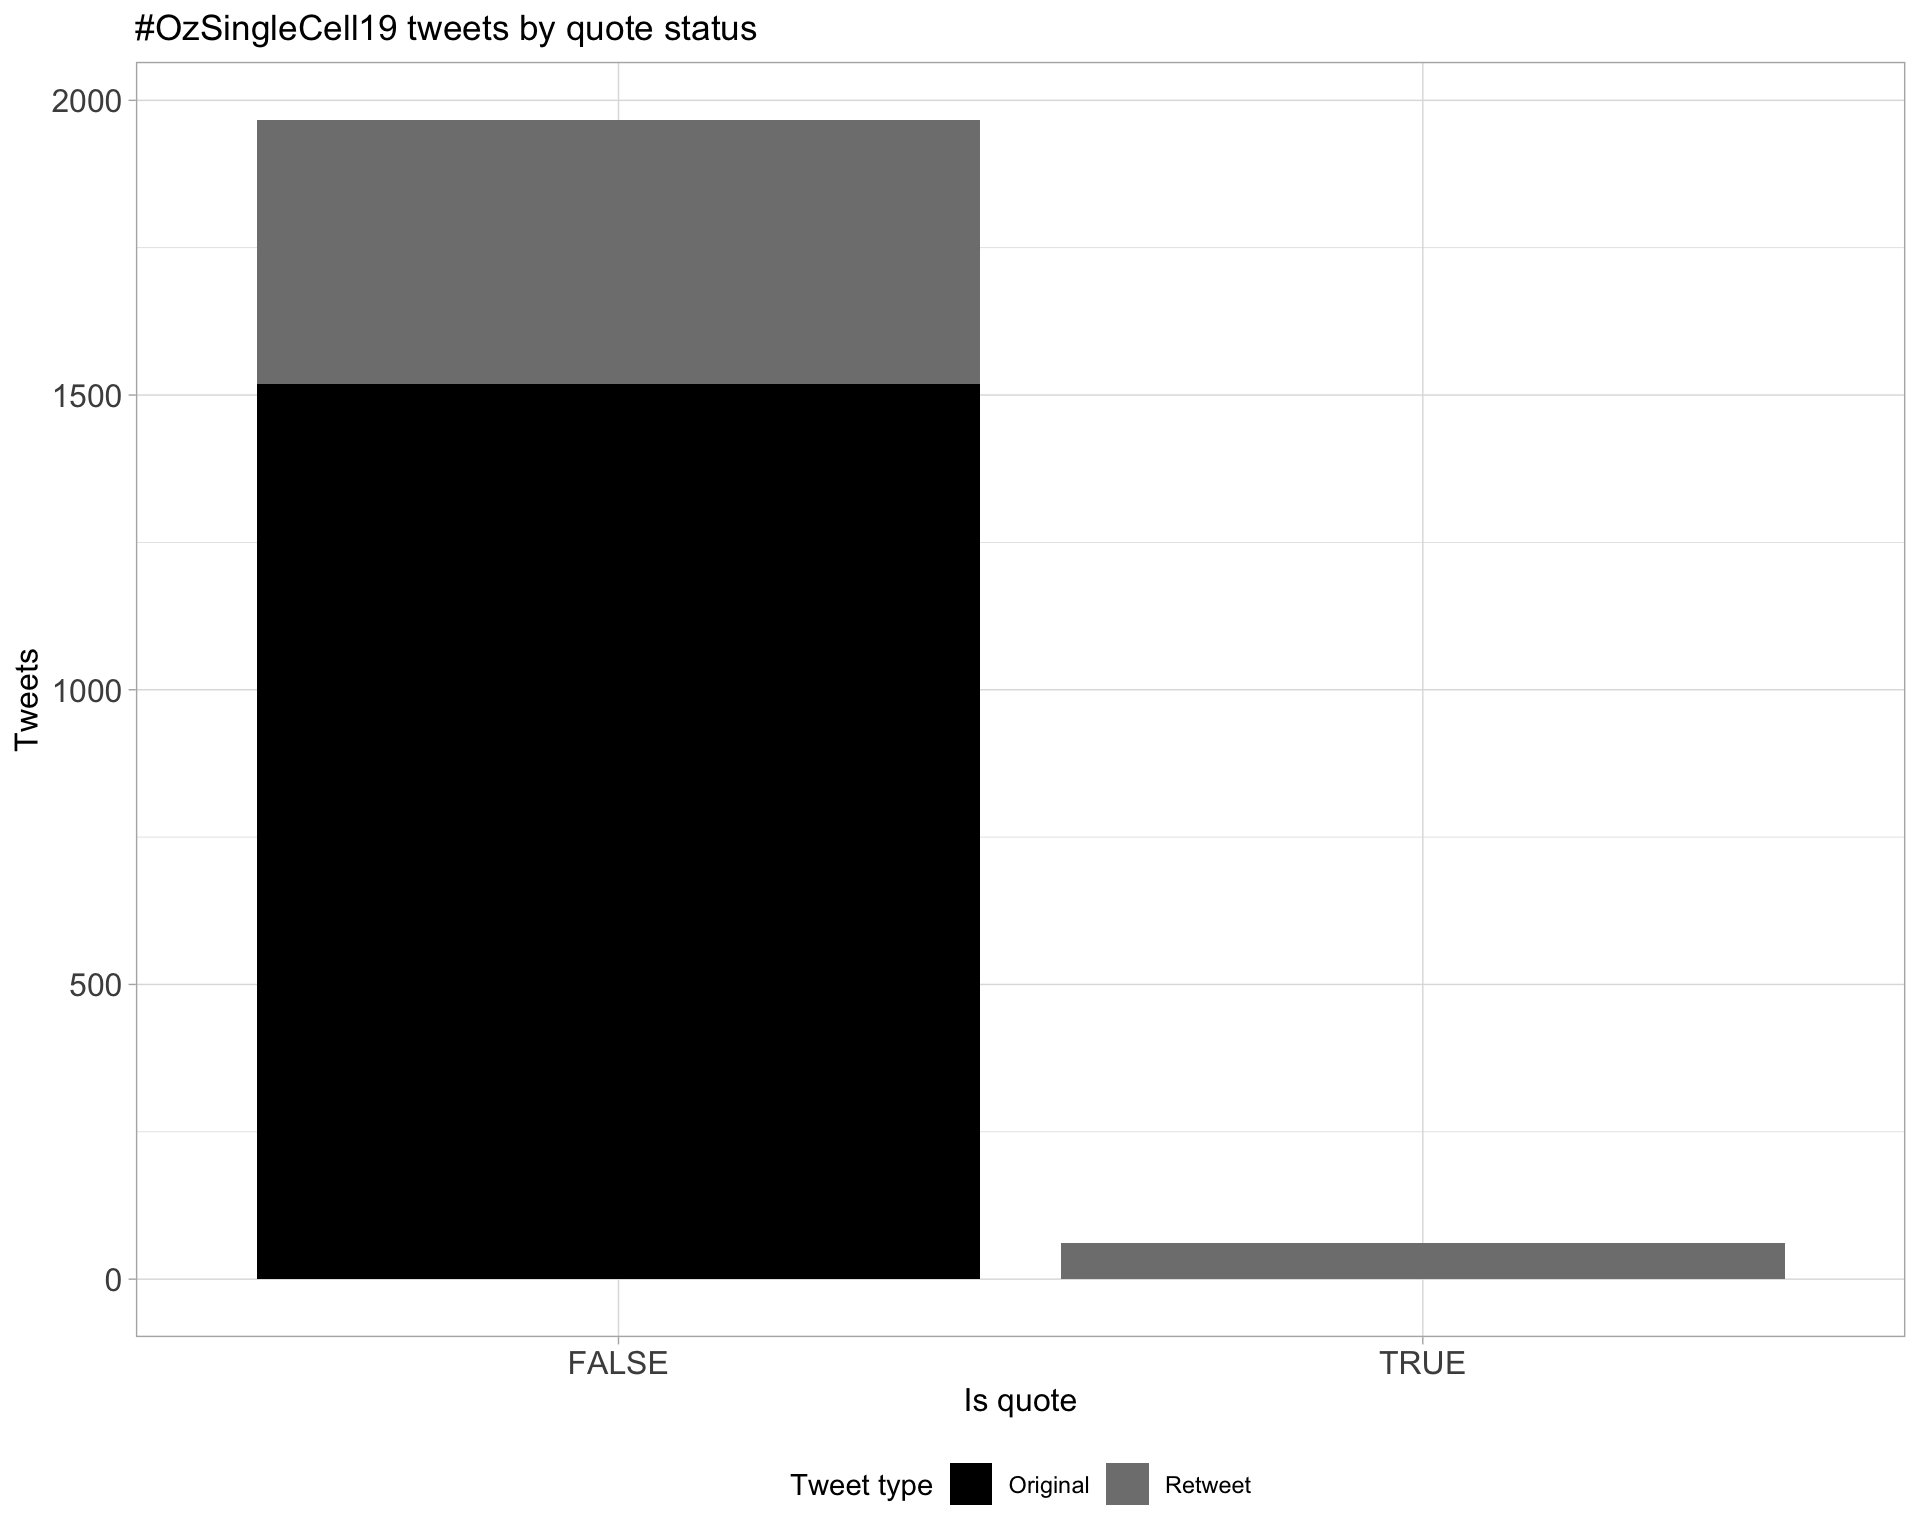 #OzSingleCell19 tweets by quote status
2000
1500
1000
500
0
Tweets
FALSE TRUE
Is quote
Tweet type Original Retweet